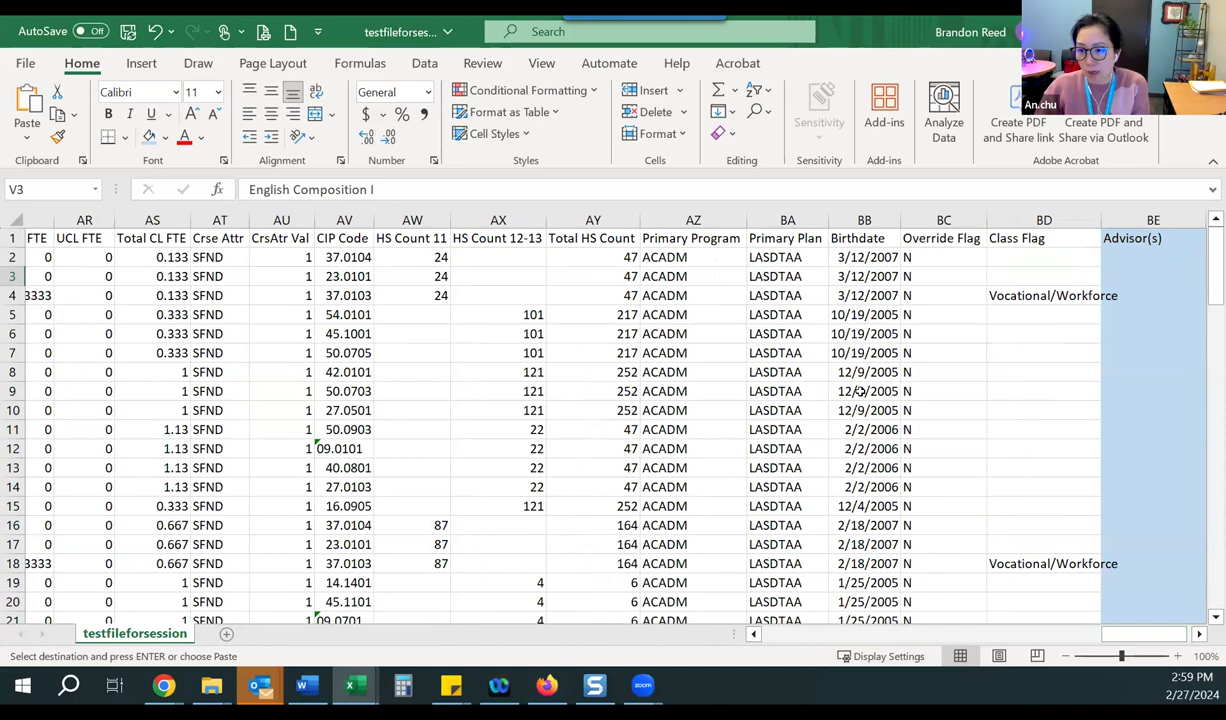 AutoSave Off testfileforses... Search Brandon Reed
File Home Insert Draw Page Layout Formulas Data Review View Automate Help Acrobat
An.chu
Paste Calibri 11 B I U A A A General $ % 9 Conditional Formatting Format as Table Cell Styles Insert Delete Format Sensitivity Add-ins Analyze Data Create PDF and Share link Create PDF and Share via Outlook
Clipboard Font Alignment Number Styles Cells Editing Sensitivity Add-ins Adobe Acrobat
V3 fx English Composition I
AR AS AT AU AV AW AX AY AZ BA BB BC BD BE
1 FTE UCL FTE Total CL FTE Crse Attr CrsAtr Val CIP Code HS Count 11 HS Count 12-13 Total HS Count Primary Program Primary Plan Birthdate Override Flag Class Flag Advisor(s)
2 0 0 0.133 SFND 1 37.0104 24 47 ACADM LASDTAA 3/12/2007 N
3 0 0 0.133 SFND 1 23.0101 24 47 ACADM LASDTAA 3/12/2007 N
4 3333 0 0.133 SFND 1 37.0103 24 47 ACADM LASDTAA 3/12/2007 N Vocational/Workforce
5 0 0 0.333 SFND 1 54.0101 101 217 ACADM LASDTAA 10/19/2005 N
6 0 0 0.333 SFND 1 45.1001 101 217 ACADM LASDTAA 10/19/2005 N
7 0 0 0.333 SFND 1 50.0705 101 217 ACADM LASDTAA 10/19/2005 N
8 0 0 1 SFND 1 42.0101 121 252 ACADM LASDTAA 12/9/2005 N
9 0 0 1 SFND 1 50.0703 121 252 ACADM LASDTAA 12/9/2005 N
10 0 0 1 SFND 1 27.0501 121 252 ACADM LASDTAA 12/9/2005 N
11 0 0 1.13 SFND 1 50.0903 22 47 ACADM LASDTAA 2/2/2006 N
12 0 0 1.13 SFND 1 09.0101 22 47 ACADM LASDTAA 2/2/2006 N
13 0 0 1.13 SFND 1 40.0801 22 47 ACADM LASDTAA 2/2/2006 N
14 0 0 1.13 SFND 1 27.0103 22 47 ACADM LASDTAA 2/2/2006 N
15 0 0 0.333 SFND 1 16.0905 121 252 ACADM LASDTAA 12/4/2005 N
16 0 0 0.667 SFND 1 37.0104 87 164 ACADM LASDTAA 2/18/2007 N
17 0 0 0.667 SFND 1 23.0101 87 164 ACADM LASDTAA 2/18/2007 N
18 3333 0 0.667 SFND 1 37.0103 87 164 ACADM LASDTAA 2/18/2007 N Vocational/Workforce
19 0 0 1 SFND 1 14.1401 4 6 ACADM LASDTAA 1/25/2005 N
20 0 0 1 SFND 1 45.1101 4 6 ACADM LASDTAA 1/25/2005 N
21 0 0 1 SFND 1 09.0701 4 6 ACADM LASDTAA 1/25/2005 N
testfileforsession
Select destination and press ENTER or choose Paste Display Settings 100%
zoom
2:59 PM
2/27/2024